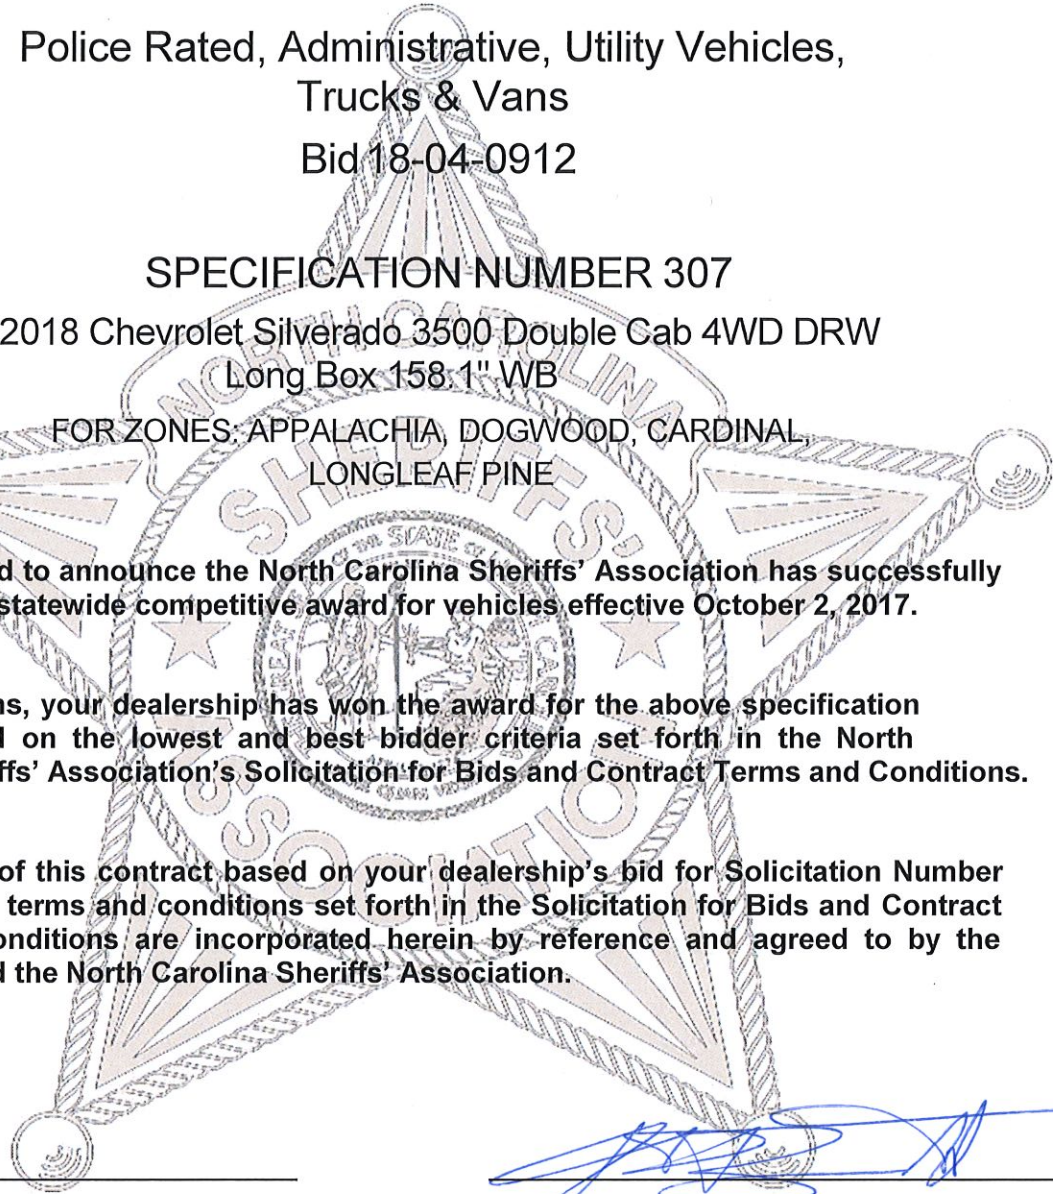 Police Rated, Administrative, Utility Vehicles,
Trucks & Vans
Bid 18-04-0912
SPECIFICATION NUMBER 307
2018 Chevrolet Silverado 3500 Double Cab 4WD DRW
Long Box 158.1" WB
FOR ZONES: APPALACHIA, DOGWOOD, CARDINAL,
LONGLEAF PINE
NORTH CAROLINA
SHERIFFS'
ASSOCIATION
to announce the North Carolina Sheriffs' Association has successfully
statewide competitive award for vehicles effective October 2, 2017.
your dealership has won the award for the above specification
on the lowest and best bidder criteria set forth in the North
Association's Solicitation for Bids and Contract Terms and Conditions.
of this contract based on your dealership's bid for Solicitation Number
terms and conditions set forth in the Solicitation for Bids and Contract
onditions are incorporated herein by reference and agreed to by the
the North Carolina Sheriffs' Association.